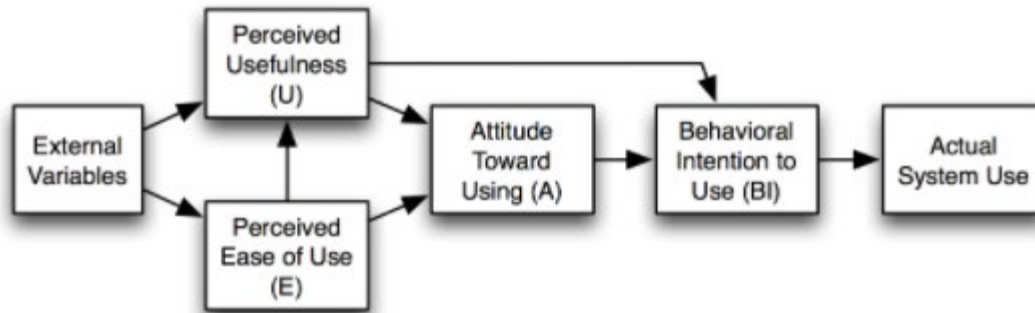 External
Variables
Perceived
Usefulness
(U)
Perceived
Ease of Use
(E)
Attitude
Toward
Using (A)
Behavioral
Intention to
Use (BI)
Actual
System Use